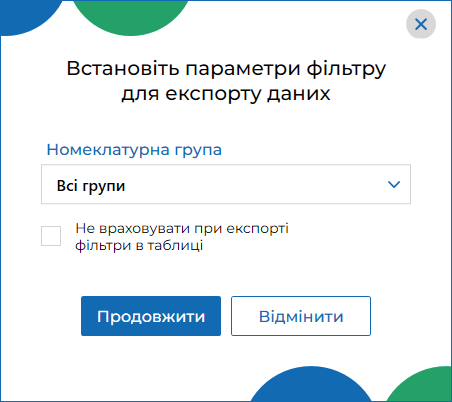 Встановіть параметри фільтру
для експорту даних
Номеклатурна група
Всі групи
Не враховувати при експорті
фільтри в таблиці
Продовжити
Відмінити